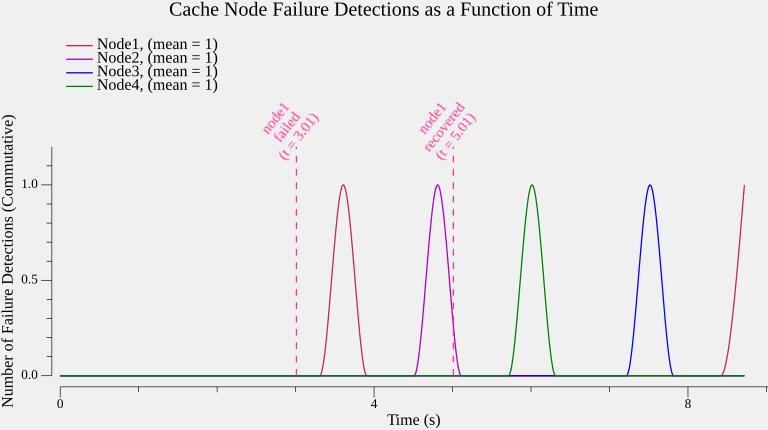 Cache Node Failure Detections as a Function of Time
Node1, (mean = 1)
Node2, (mean = 1)
Node3, (mean = 1)
Node4, (mean = 1)
node1
failed
(t = 3.01)
node1
recovered
(t = 5.01)
Number of Failure Detections (Commutative)
1.0
0.5
0.0
0
4
8
Time (s)